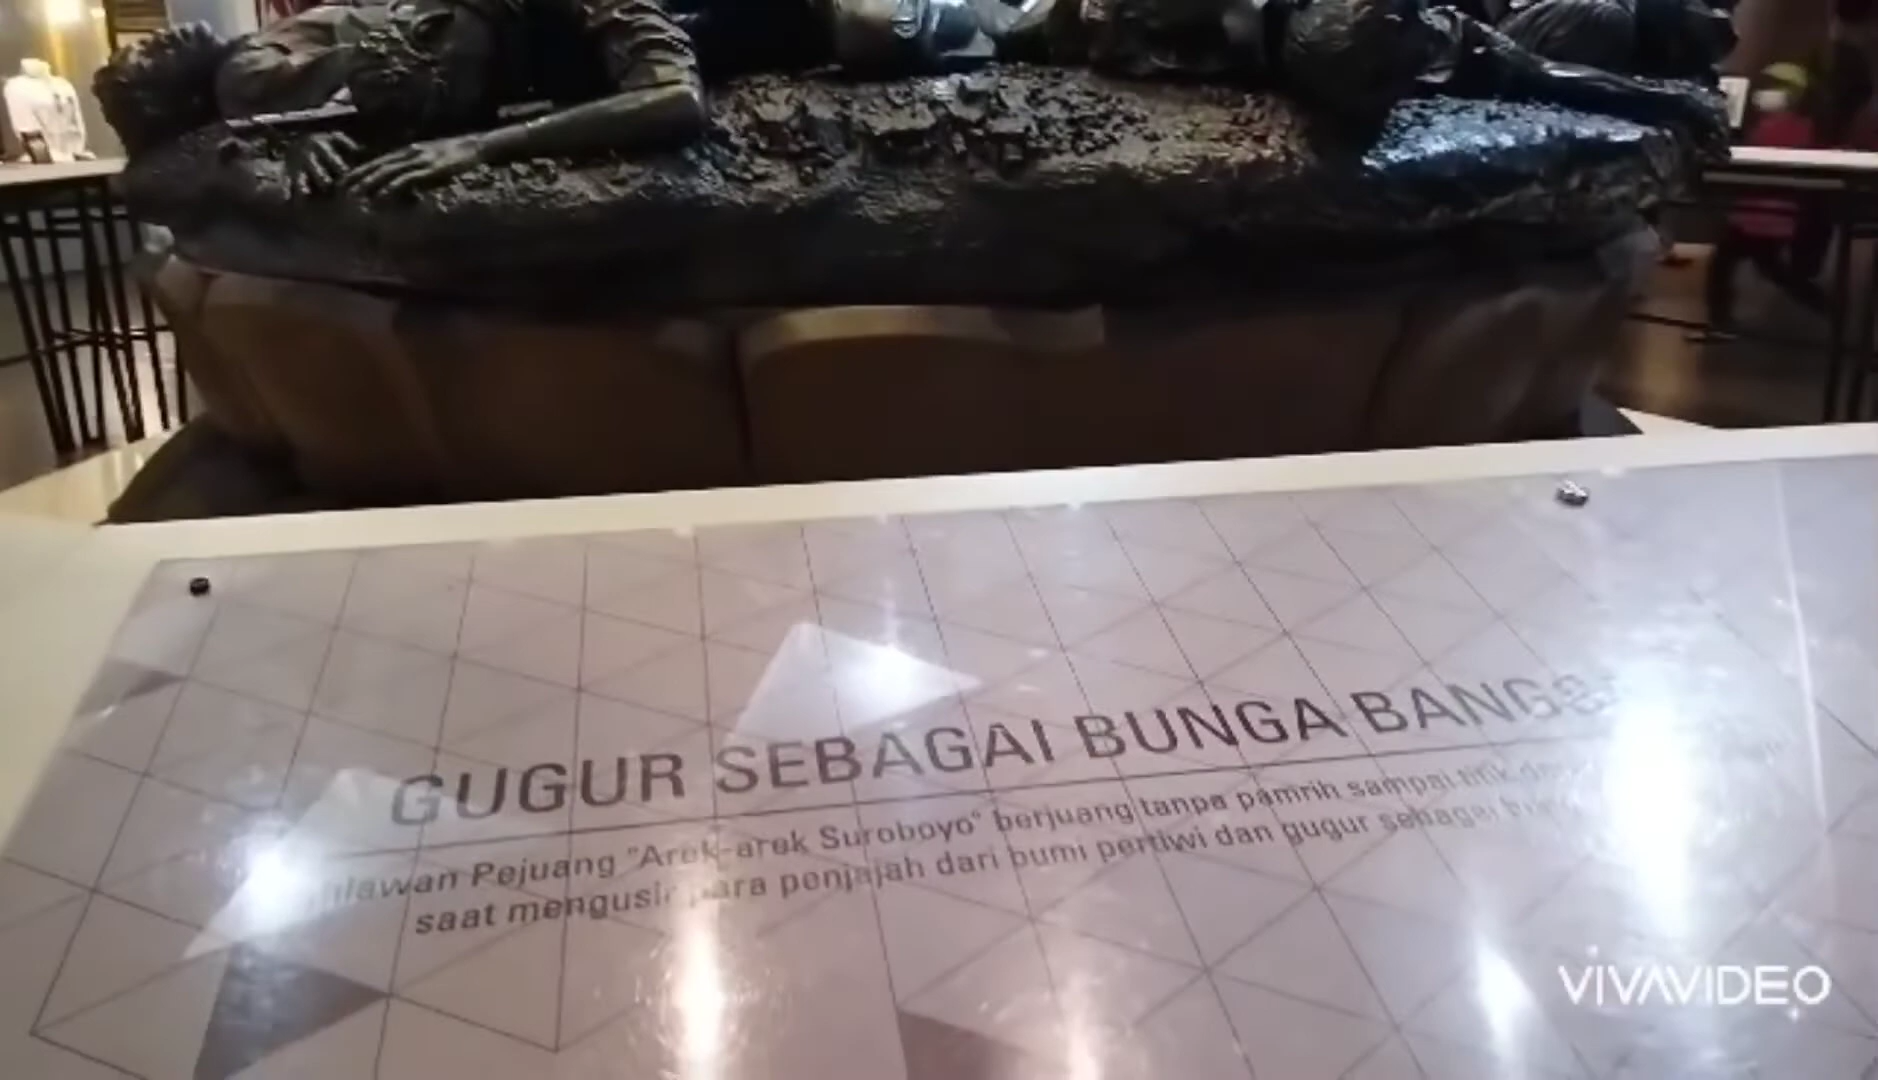 GUGUR SEBAGAI BUNGA BANGSA
Pejuang "Arek-arek Suroboyo" berjuang tanpa pamrih sampai titik
saat mengusir para penjajah dari bumi pertiwi dan gugur sebagai
VIVAVIDEO